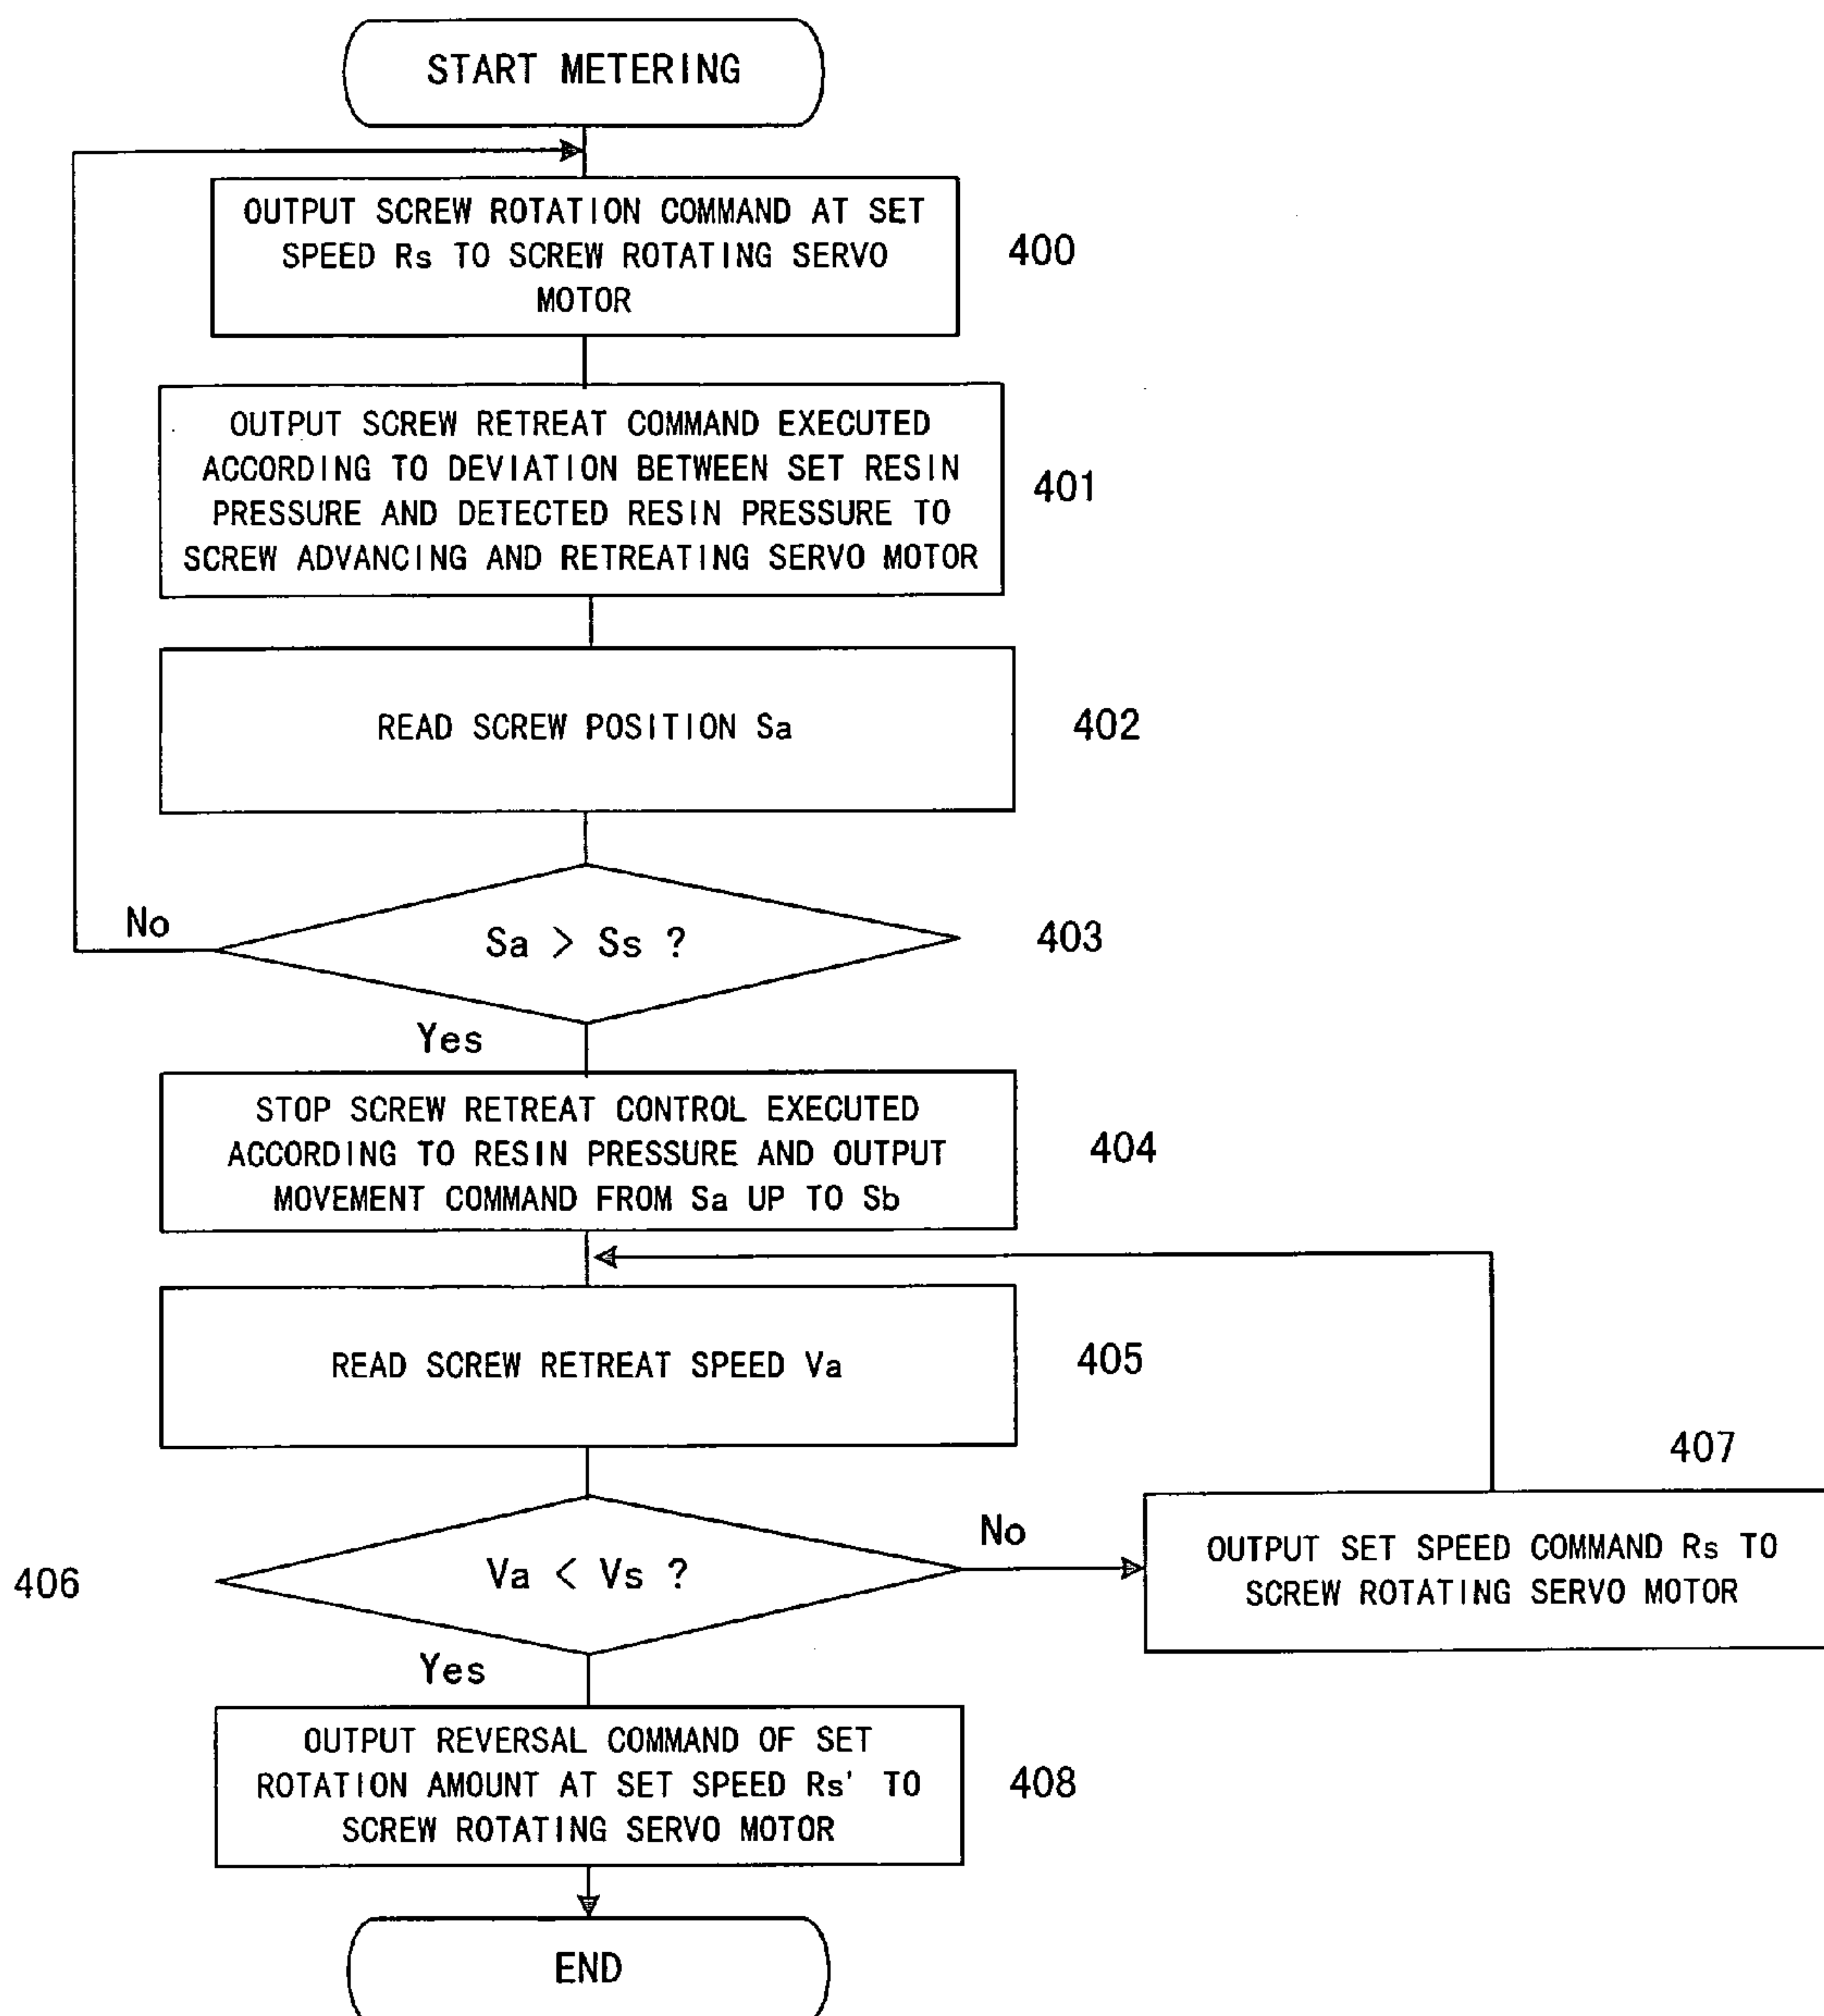 START METERING
OUTPUT SCREW ROTATION COMMAND AT SET
SPEED Rs TO SCREW ROTATING SERVO
MOTOR
400
OUTPUT SCREW RETREAT COMMAND EXECUTED
ACCORDING TO DEVIATION BETWEEN SET RESIN
PRESSURE AND DETECTED RESIN PRESSURE TO
SCREW ADVANCING AND RETREATING SERVO MOTOR
401
READ SCREW POSITION Sa
402
No
Sa > Ss ?
403
Yes
STOP SCREW RETREAT CONTROL EXECUTED
ACCORDING TO RESIN PRESSURE AND OUTPUT
MOVEMENT COMMAND FROM Sa UP TO Sb
404
READ SCREW RETREAT SPEED Va
405
406
Va < Vs ?
No
407
OUTPUT SET SPEED COMMAND Rs TO
SCREW ROTATING SERVO MOTOR
Yes
OUTPUT REVERSAL COMMAND OF SET
ROTATION AMOUNT AT SET SPEED Rs' TO
SCREW ROTATING SERVO MOTOR
408
END